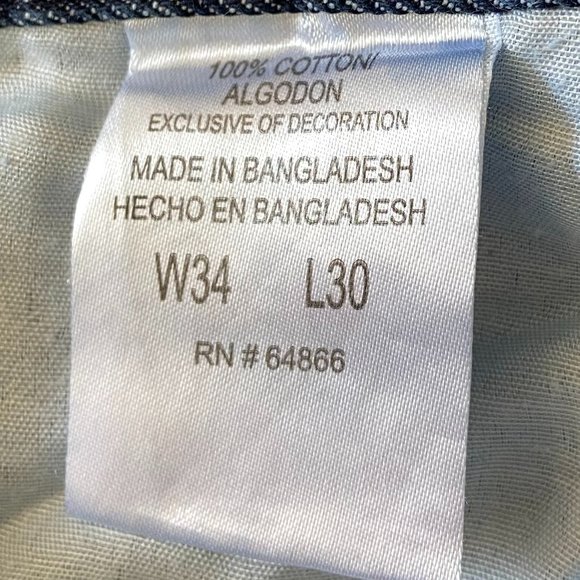 100% COTTON/
ALGODON
EXCLUSIVE OF DECORATION
MADE IN BANGLADESH
HECHO EN BANGLADESH
W34 L30
RN # 64866